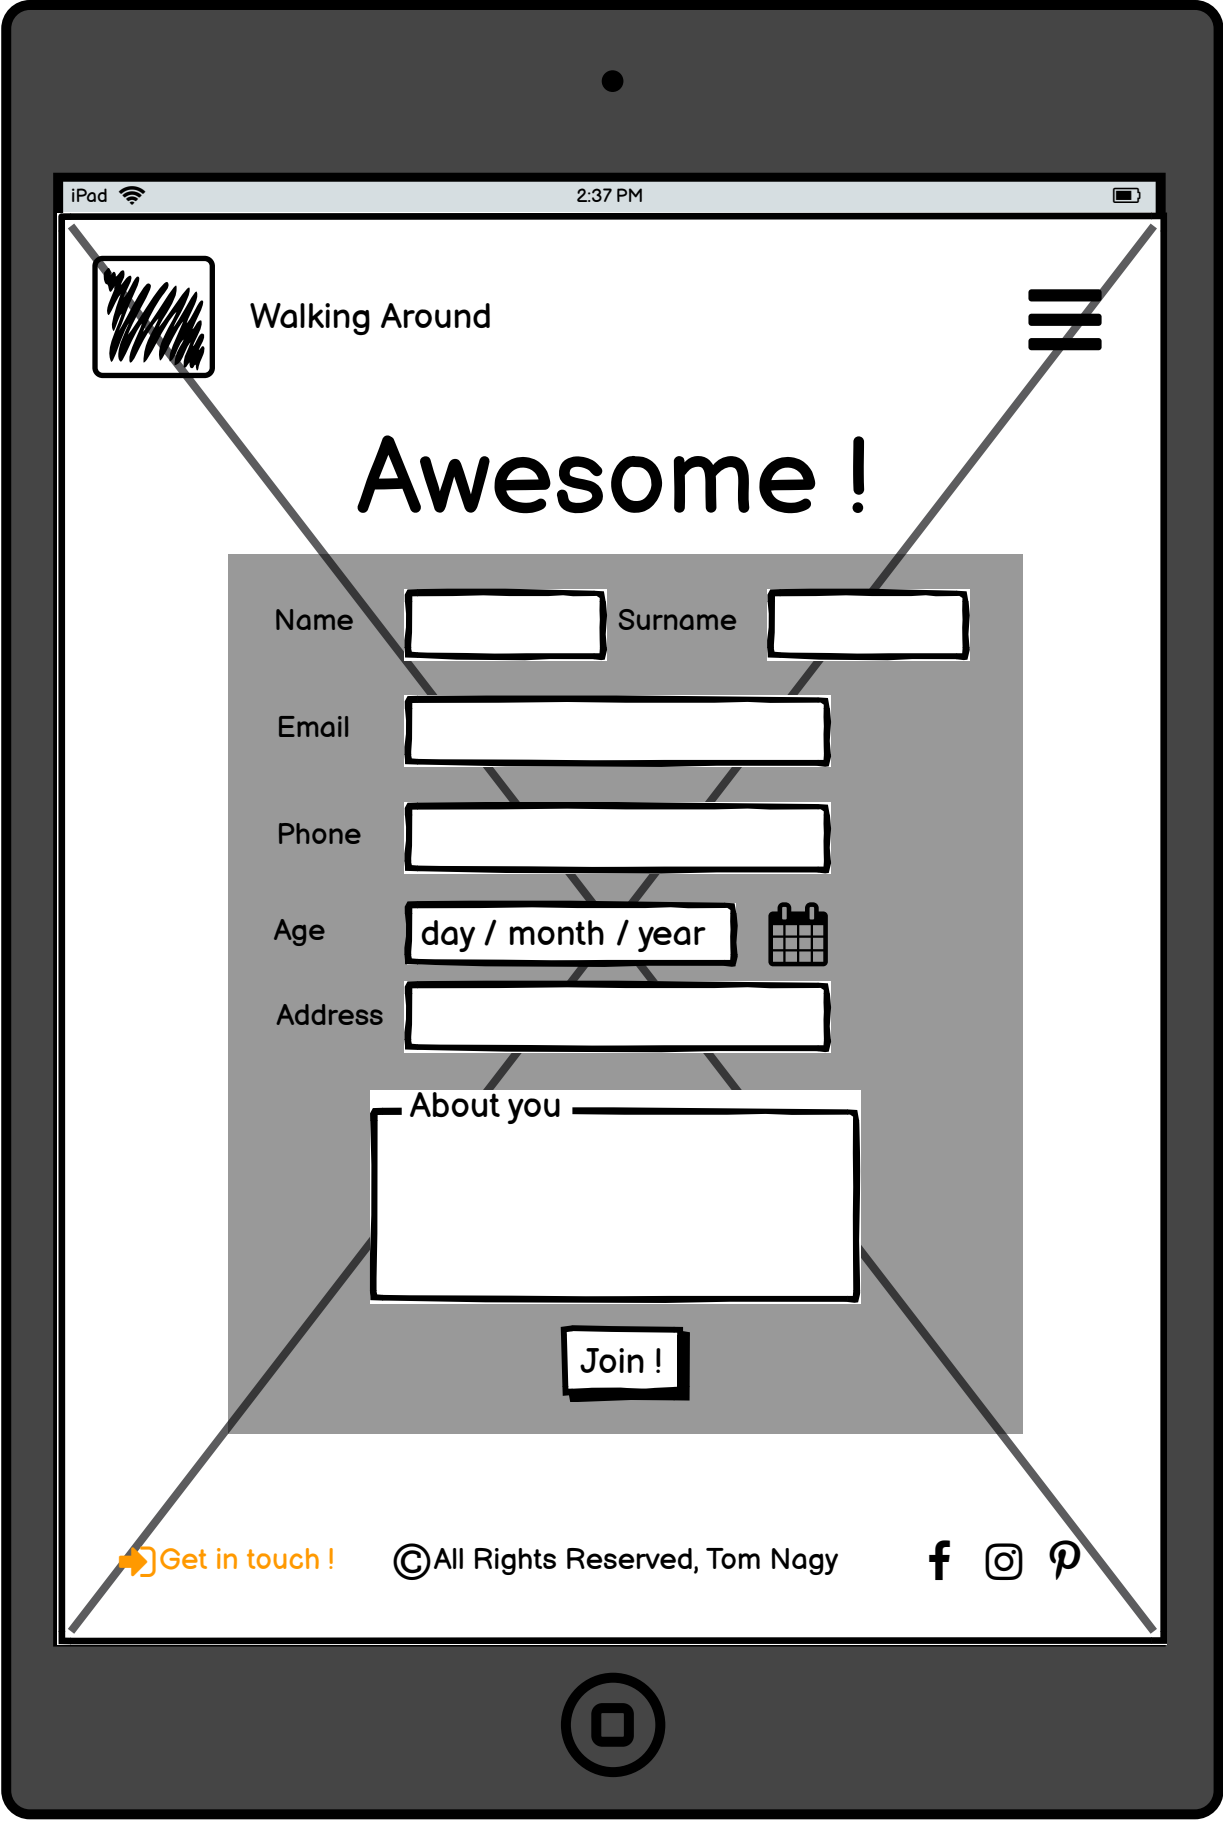 iPad 2:37 PM
Walking Around
Awesome !
Name Surname
Email
Phone
Age day / month / year
Address
About you
Join !
Get in touch ! ©All Rights Reserved, Tom Nagy